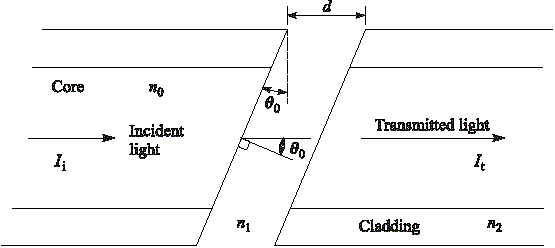 d
Core n₀
θ₀
Incident light
Iᵢ
θ₀
Transmitted light
Iₜ
n₁
Cladding n₂